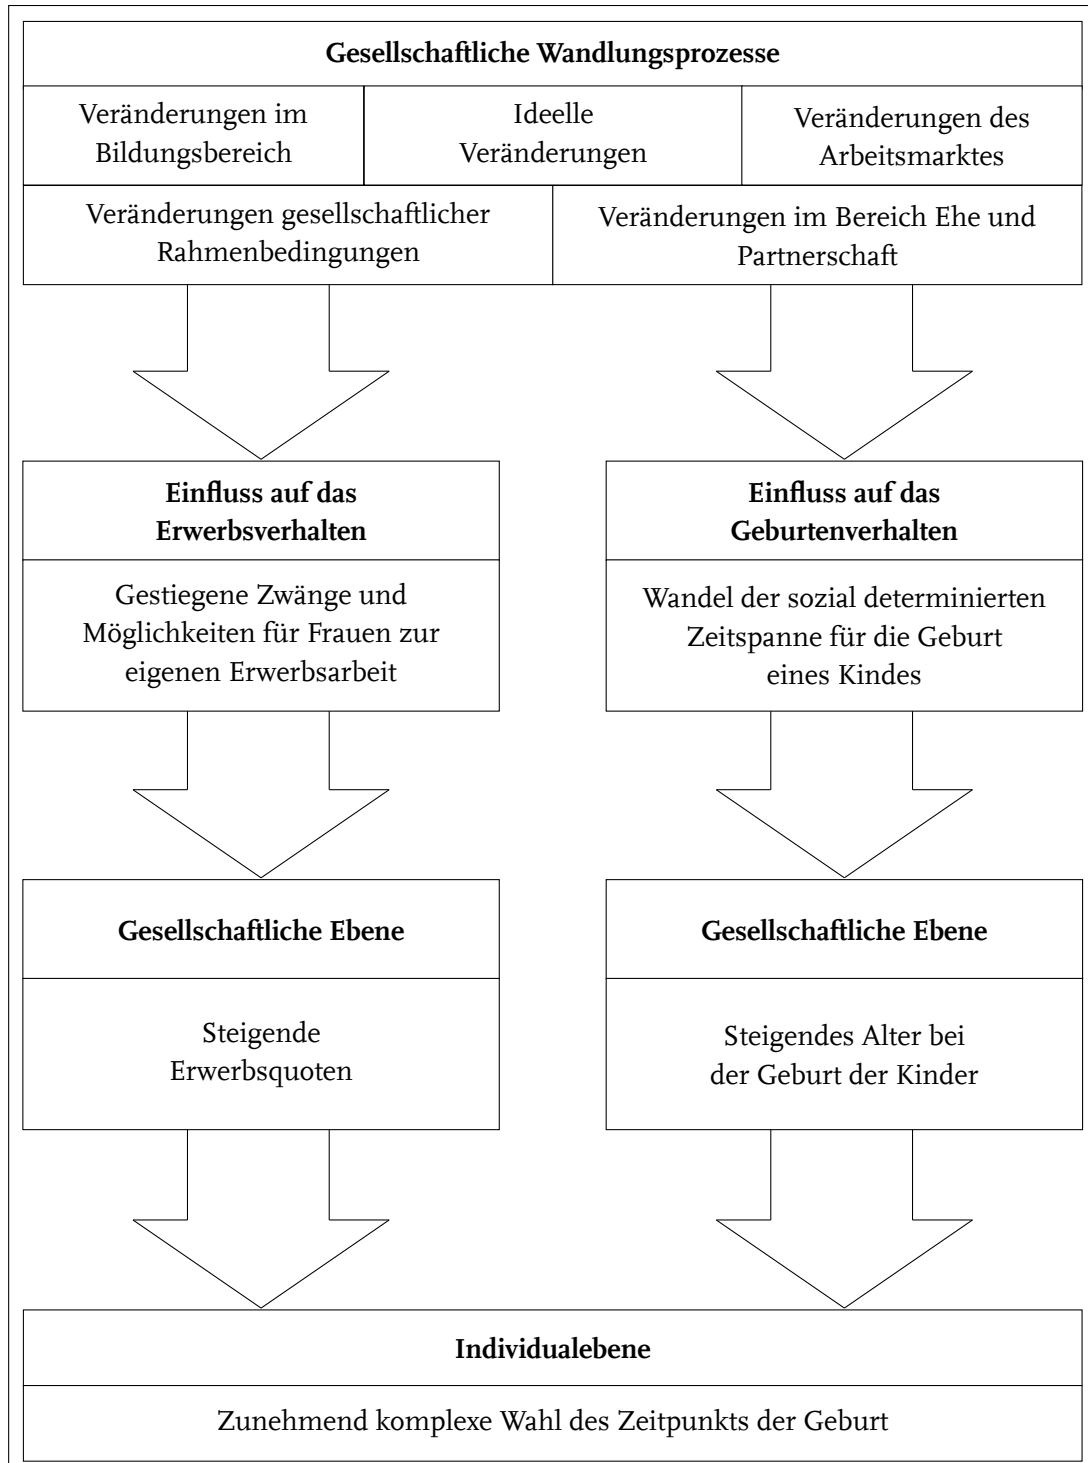 Gesellschaftliche Wandlungsprozesse
Veränderungen im
Bildungsbereich
Ideelle
Veränderungen
Veränderungen des
Arbeitsmarktes
Veränderungen gesellschaftlicher
Rahmenbedingungen
Veränderungen im Bereich Ehe und
Partnerschaft
Einfluss auf das
Erwerbsverhalten
Gestiegene Zwänge und
Möglichkeiten für Frauen zur
eigenen Erwerbsarbeit
Einfluss auf das
Geburtenverhalten
Wandel der sozial determinierten
Zeitspanne für die Geburt
eines Kindes
Gesellschaftliche Ebene
Steigende
Erwerbsquoten
Gesellschaftliche Ebene
Steigendes Alter bei
der Geburt der Kinder
Individualebene
Zunehmend komplexe Wahl des Zeitpunkts der Geburt